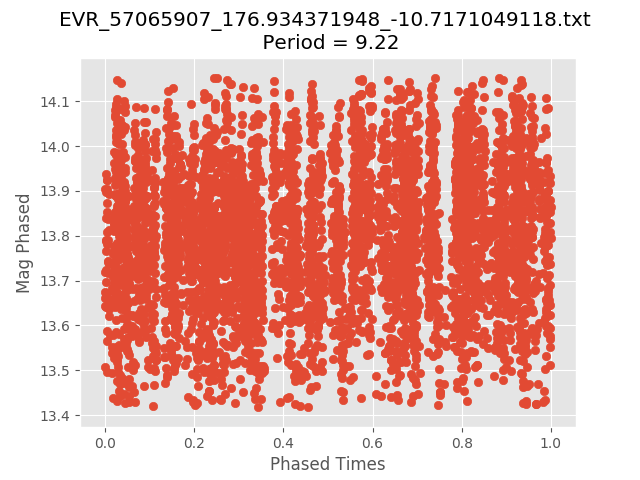 EVR_57065907_176.934371948_-10.7171049118.txt
Period = 9.22
14.1
14.0
13.9
13.8
13.7
13.6
13.5
13.4
Mag Phased
0.0 0.2 0.4 0.6 0.8 1.0
Phased Times